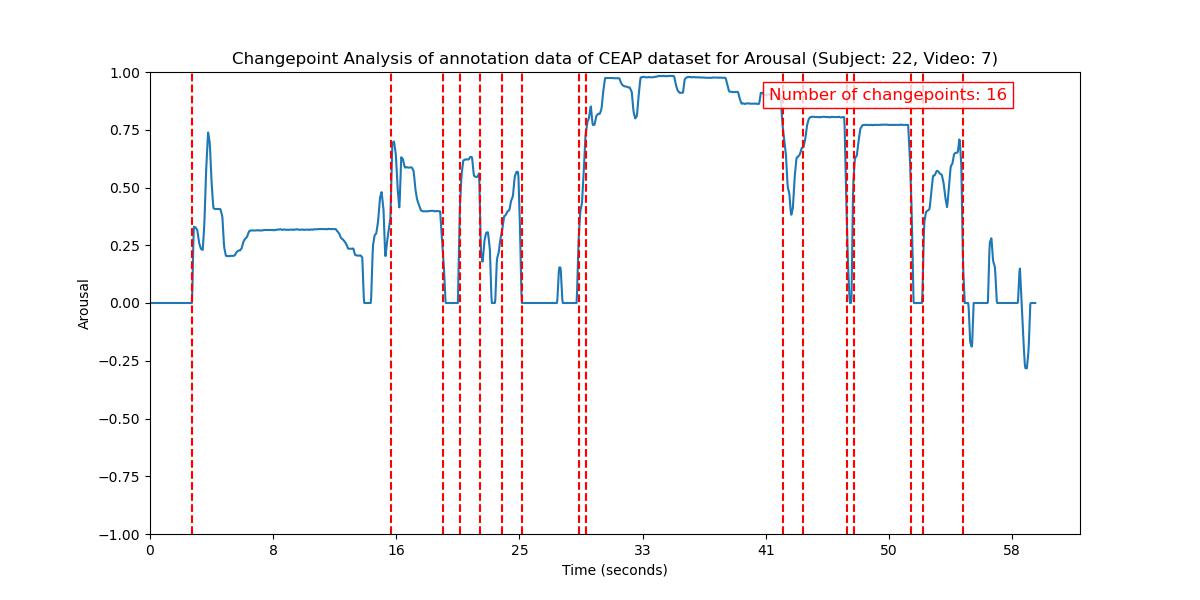 Changepoint Analysis of annotation data of CEAP dataset for Arousal (Subject: 22, Video: 7)
Number of changepoints: 16
1.00
0.75
0.50
0.25
0.00
−0.25
−0.50
−0.75
−1.00
Arousal
0 8 16 25 33 41 50 58
Time (seconds)